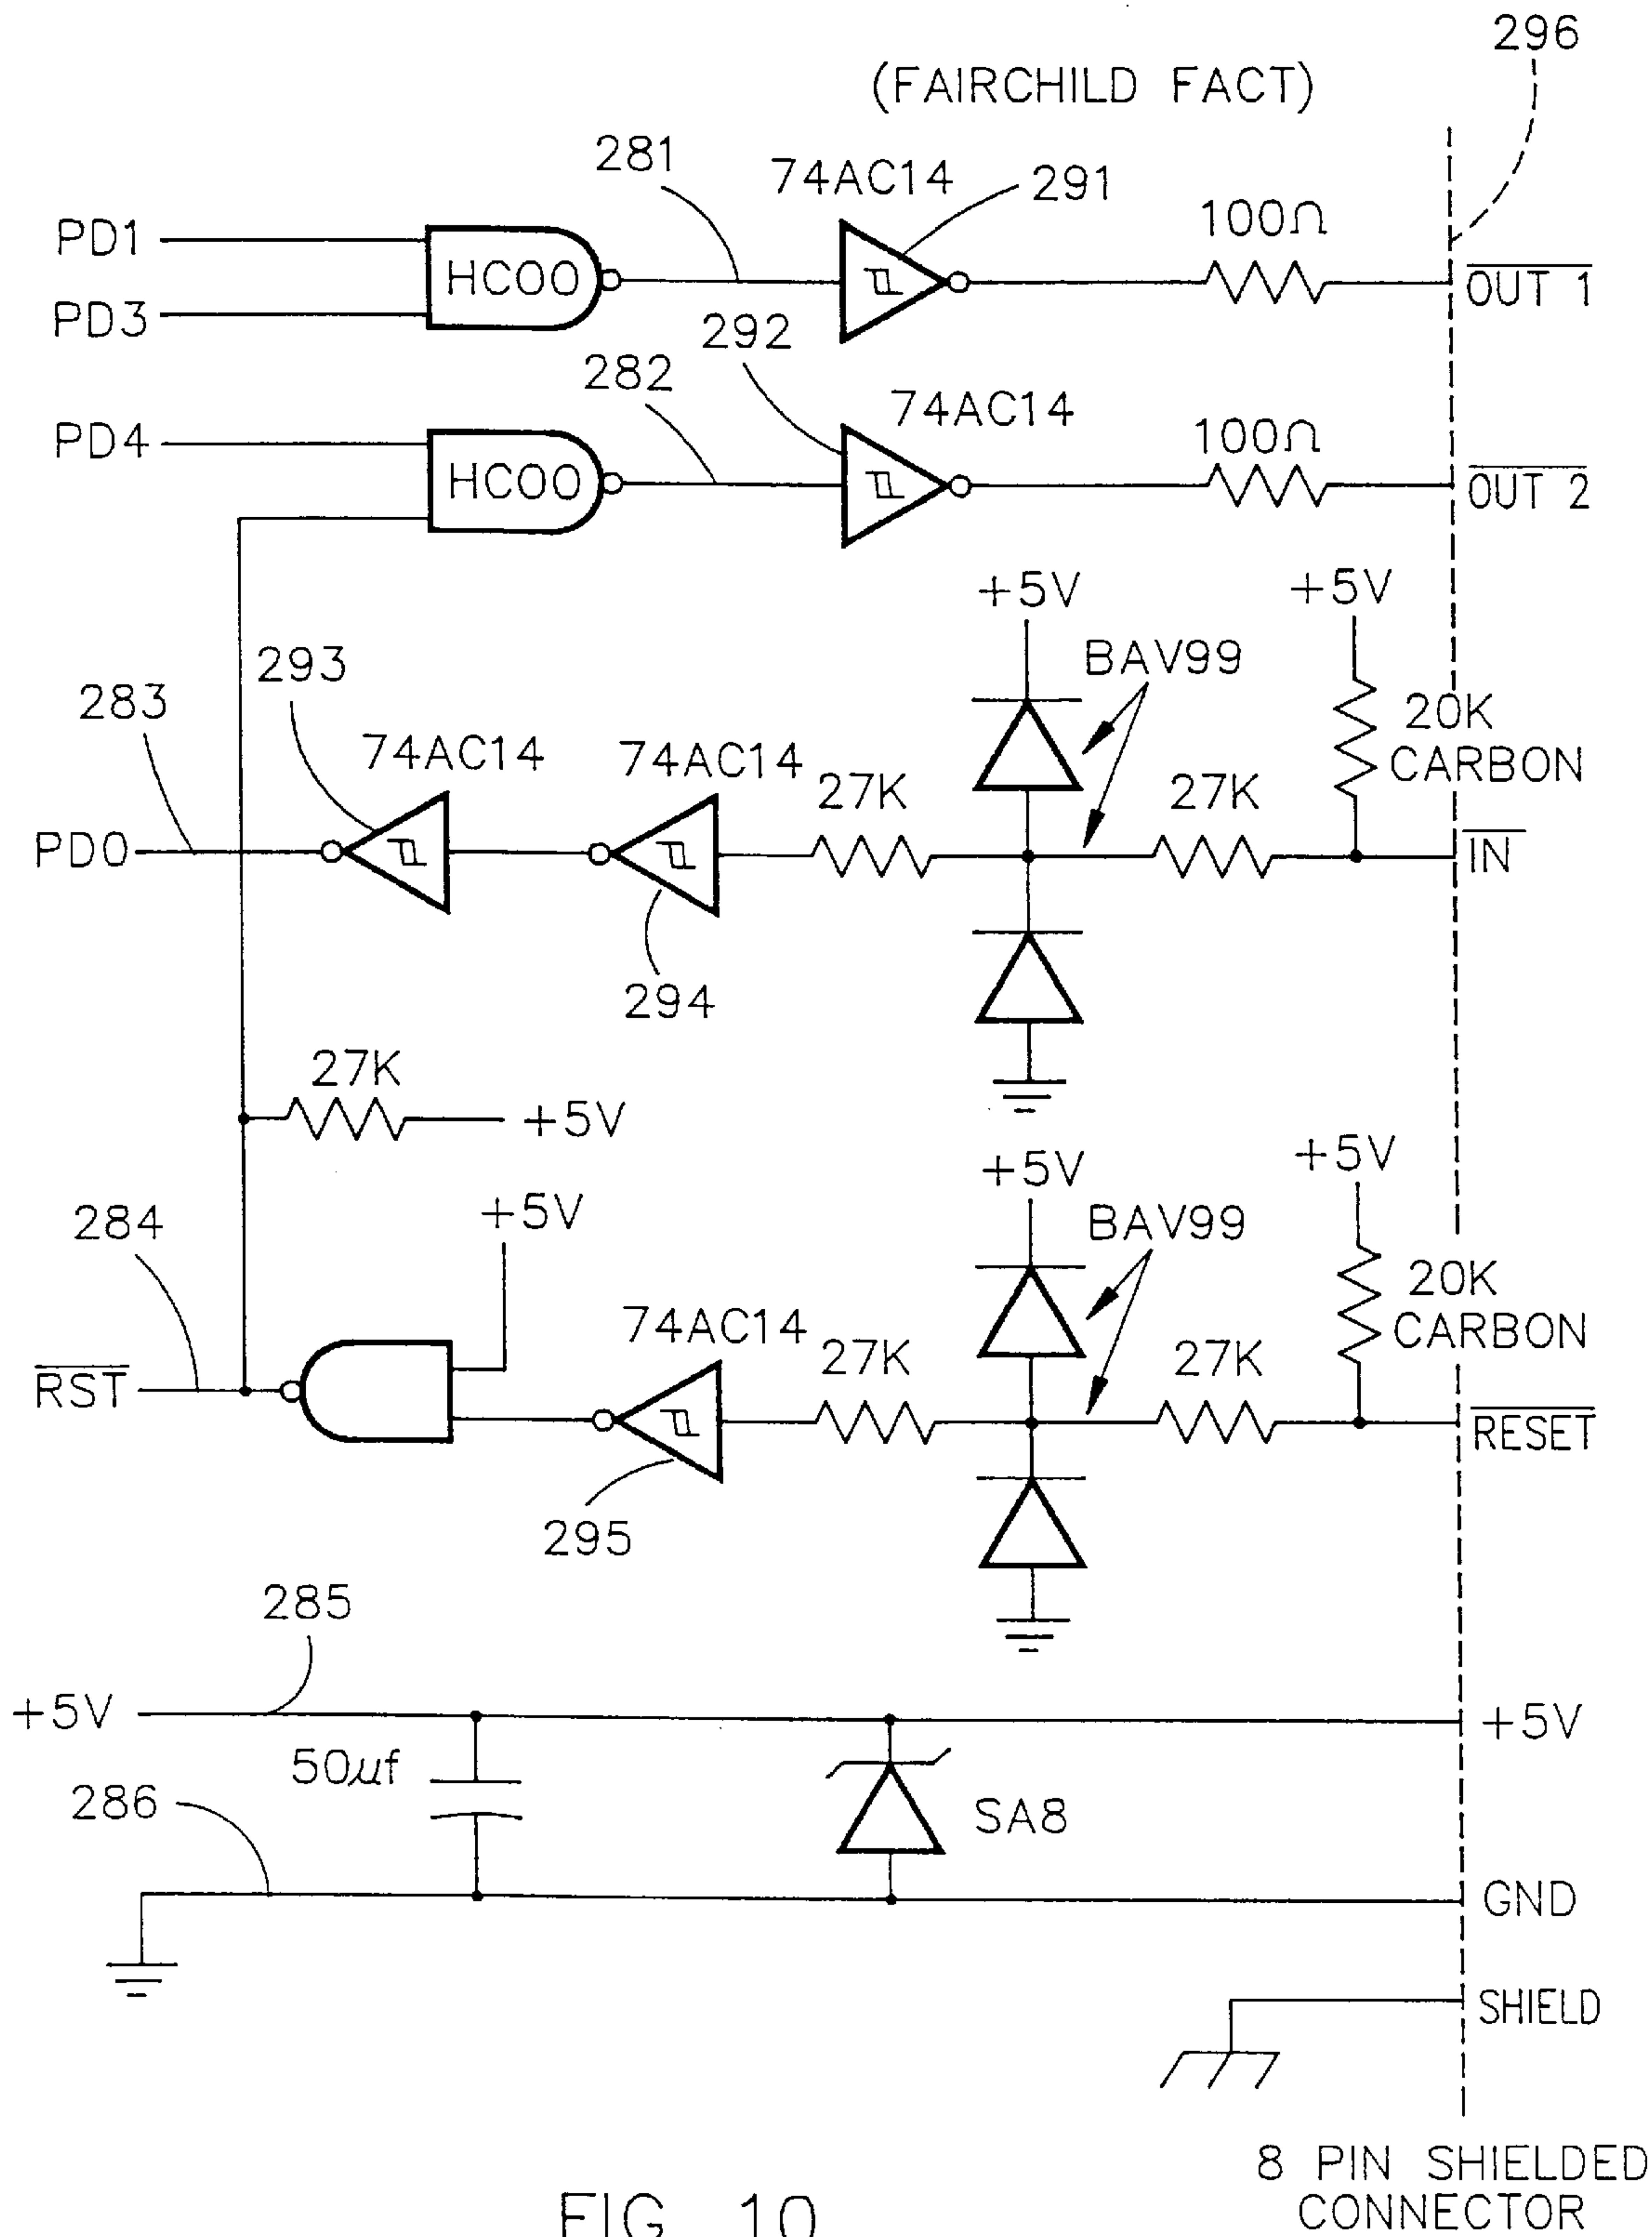 296
(FAIRCHILD FACT)
281
74AC14
291
100Ω
PD1
HC00
OUT 1
PD3
292
282
74AC14
100Ω
PD4
HC00
OUT 2
+5V
+5V
293
BAV99
283
20K
CARBON
74AC14
74AC14
27K
27K
PD0
IN
294
27K
+5V
+5V
+5V
284
+5V
BAV99
20K
CARBON
74AC14
27K
27K
RST
RESET
295
285
+5V
+5V
50µf
286
SA8
GND
SHIELD
8 PIN SHIELDED
CONNECTOR
FIG 10